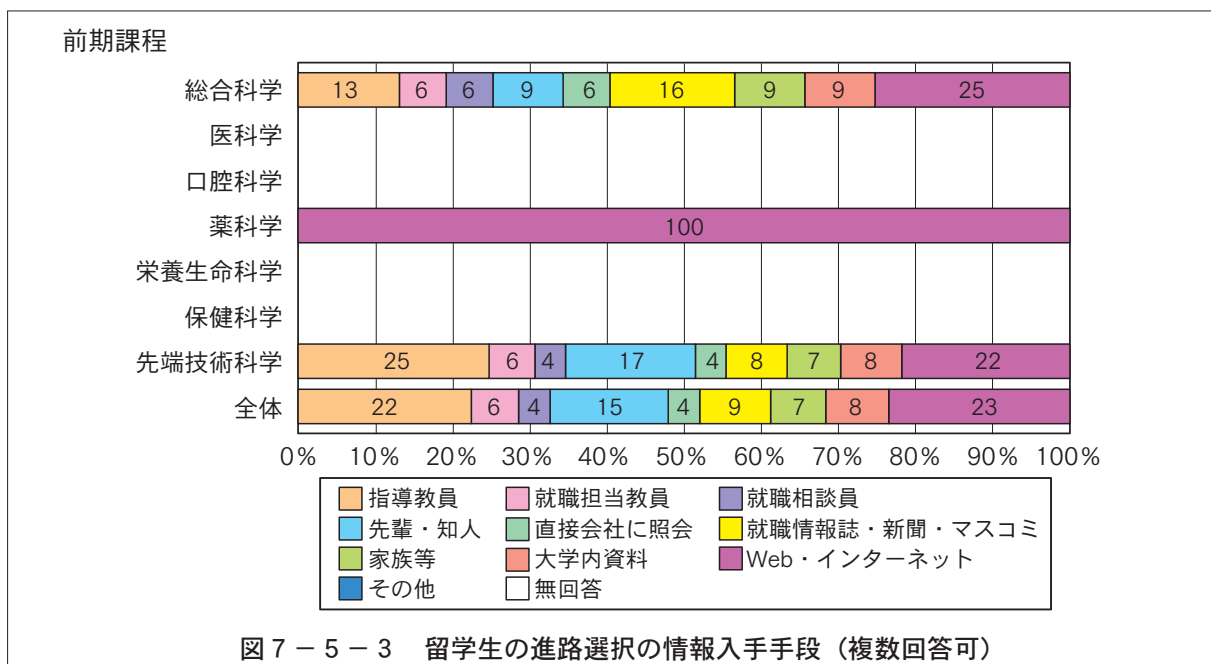 前期課程
総合科学 13 6 6 9 6 16 9 9 25
医科学
口腔科学
薬科学 100
栄養生命科学
保健科学
先端技術科学 25 6 4 17 4 8 7 8 22
全体 22 6 4 15 4 9 7 8 23
0% 10% 20% 30% 40% 50% 60% 70% 80% 90% 100%
指導教員 就職担当教員 就職相談員
先輩・知人 直接会社に照会 就職情報誌・新聞・マスコミ
家族等 大学内資料 Web・インターネット
その他 無回答
図7－5－3 留学生の進路選択の情報入手手段（複数回答可）